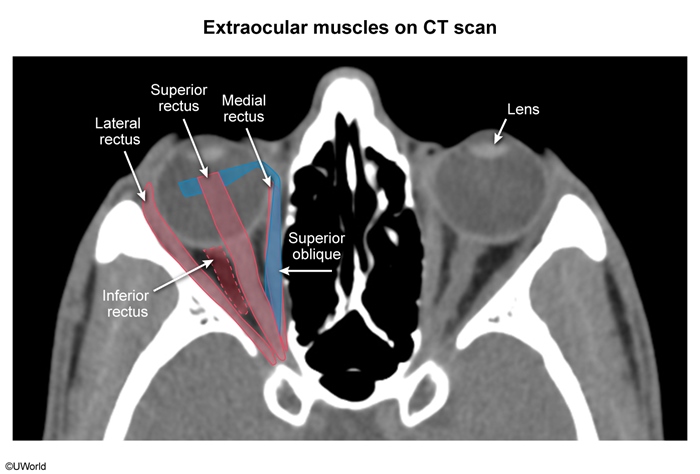 Extraocular muscles on CT scan
Superior
rectus
Medial
rectus
Lateral
rectus
Lens
Superior
oblique
Inferior
rectus
©UWorld